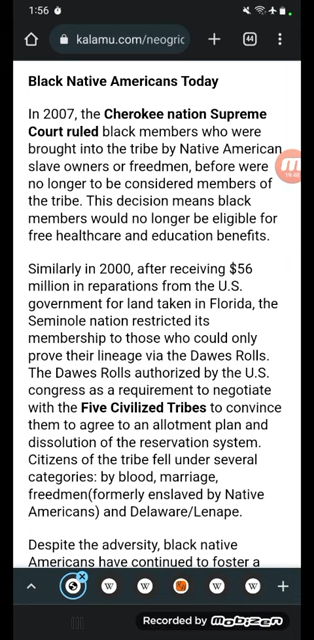 1:56
kalamu.com/neogric
44
Black Native Americans Today
In 2007, the Cherokee nation Supreme
Court ruled black members who were
brought into the tribe by Native American
slave owners or freedmen, before were
no longer to be considered members of
the tribe. This decision means black
members would no longer be eligible for
free healthcare and education benefits.
Similarly in 2000, after receiving $56
million in reparations from the U.S.
government for land taken in Florida, the
Seminole nation restricted its
membership to those who could only
prove their lineage via the Dawes Rolls.
The Dawes Rolls authorized by the U.S.
congress as a requirement to negotiate
with the Five Civilized Tribes to convince
them to agree to an allotment plan and
dissolution of the reservation system.
Citizens of the tribe fell under several
categories: by blood, marriage,
freedmen(formerly enslaved by Native
Americans) and Delaware/Lenape.
Despite the adversity, black native
Americans have continued to foster a
W W W W
Recorded by Mobizen